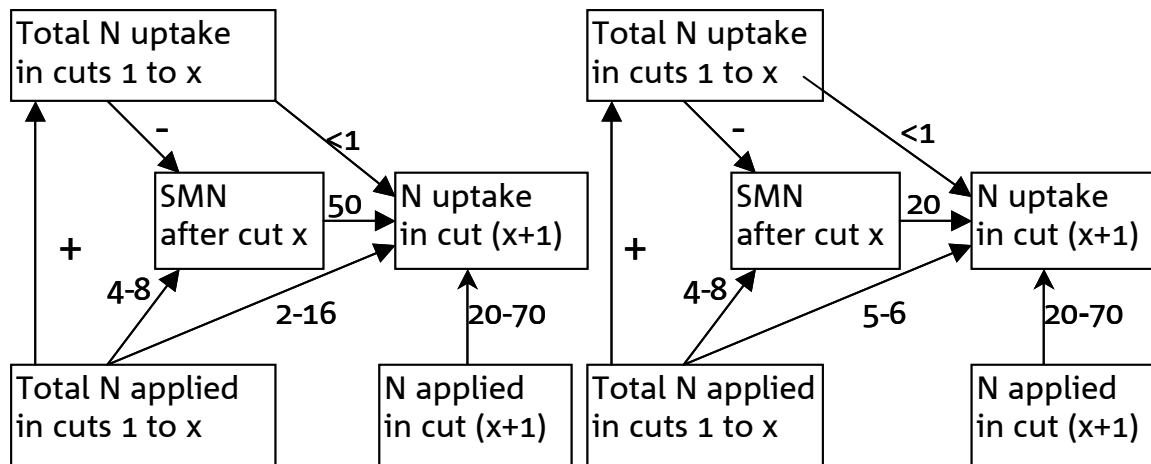 Total N uptake
in cuts 1 to x
-
<1
SMN
after cut x
50
N uptake
in cut (x+1)
+
4-8
2-16
20-70
Total N applied
in cuts 1 to x
N applied
in cut (x+1)
Total N uptake
in cuts 1 to x
-
<1
SMN
after cut x
20
N uptake
in cut (x+1)
+
4-8
5-6
20-70
Total N applied
in cuts 1 to x
N applied
in cut (x+1)